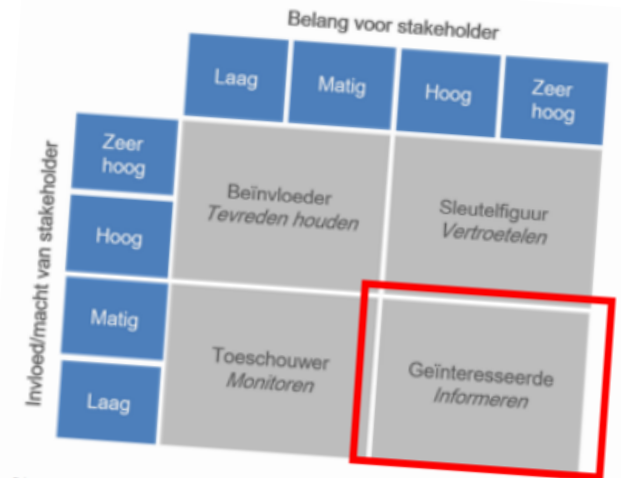 Belang voor stakeholder
Laag
Matig
Hoog
Zeer
hoog
Invloed/macht van stakeholder
Zeer
hoog
Hoog
Matig
Laag
Beïnvloeder
Tevreden houden
Sleutelfiguur
Vertroetelen
Toeschouwer
Monitoren
Geïnteresseerde
Informeren